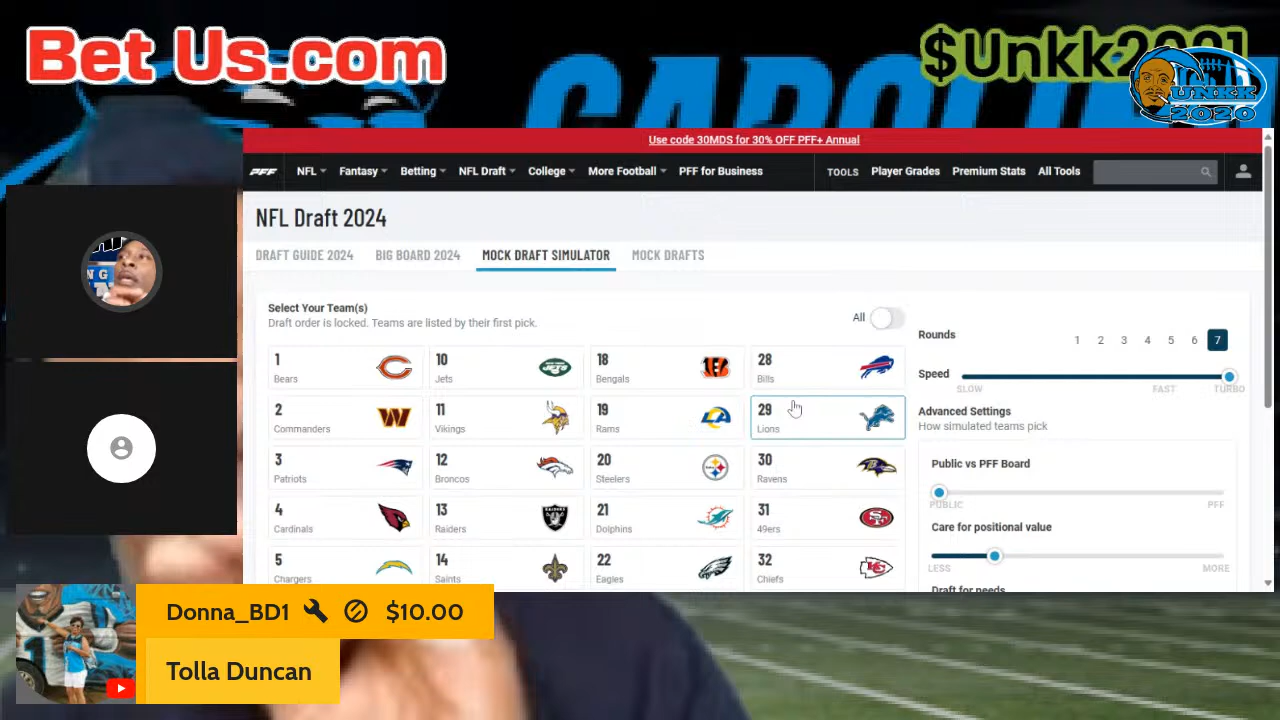 Bet Us.com
$Unkk2021
UNKK
2020
CAROLIN
Use code 30MDS for 30% OFF PFF+ Annual
PFF
NFL
Fantasy
Betting
NFL Draft
College
More Football
PFF for Business
TOOLS
Player Grades
Premium Stats
All Tools
NFL Draft 2024
DRAFT GUIDE 2024
BIG BOARD 2024
MOCK DRAFT SIMULATOR
MOCK DRAFTS
Select Your Team(s)
Draft order is locked. Teams are listed by their first pick.
All
1
Bears
10
Jets
18
Bengals
28
Bills
2
Commanders
11
Vikings
19
Rams
29
Lions
3
Patriots
12
Broncos
20
Steelers
30
Ravens
4
Cardinals
13
Raiders
21
Dolphins
31
49ers
5
Chargers
14
Saints
22
Eagles
32
Chiefs
Rounds
1 2 3 4 5 6 7
Speed
SLOW
FAST
TURBO
Advanced Settings
How simulated teams pick
Public vs PFF Board
PUBLIC
PFF
Care for positional value
LESS
MORE
Draft for needs
Donna_BD1 $10.00
Tolla Duncan